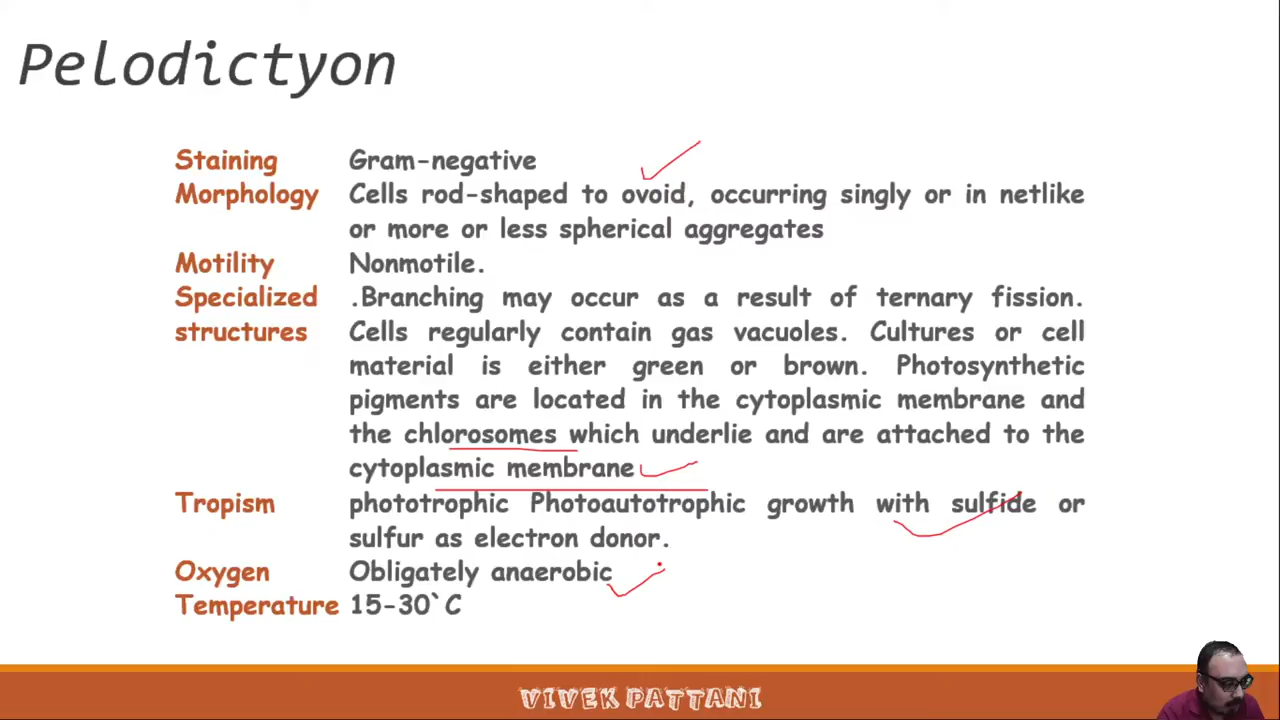 Pelodictyon
Staining Gram-negative
Morphology Cells rod-shaped to ovoid, occurring singly or in netlike
or more or less spherical aggregates
Motility Nonmotile.
Specialized .Branching may occur as a result of ternary fission.
structures Cells regularly contain gas vacuoles. Cultures or cell
material is either green or brown. Photosynthetic
pigments are located in the cytoplasmic membrane and
the chlorosomes which underlie and are attached to the
cytoplasmic membrane
Tropism phototrophic Photoautotrophic growth with sulfide or
sulfur as electron donor.
Oxygen Obligately anaerobic
Temperature 15-30`C
VIVEK PATTANI